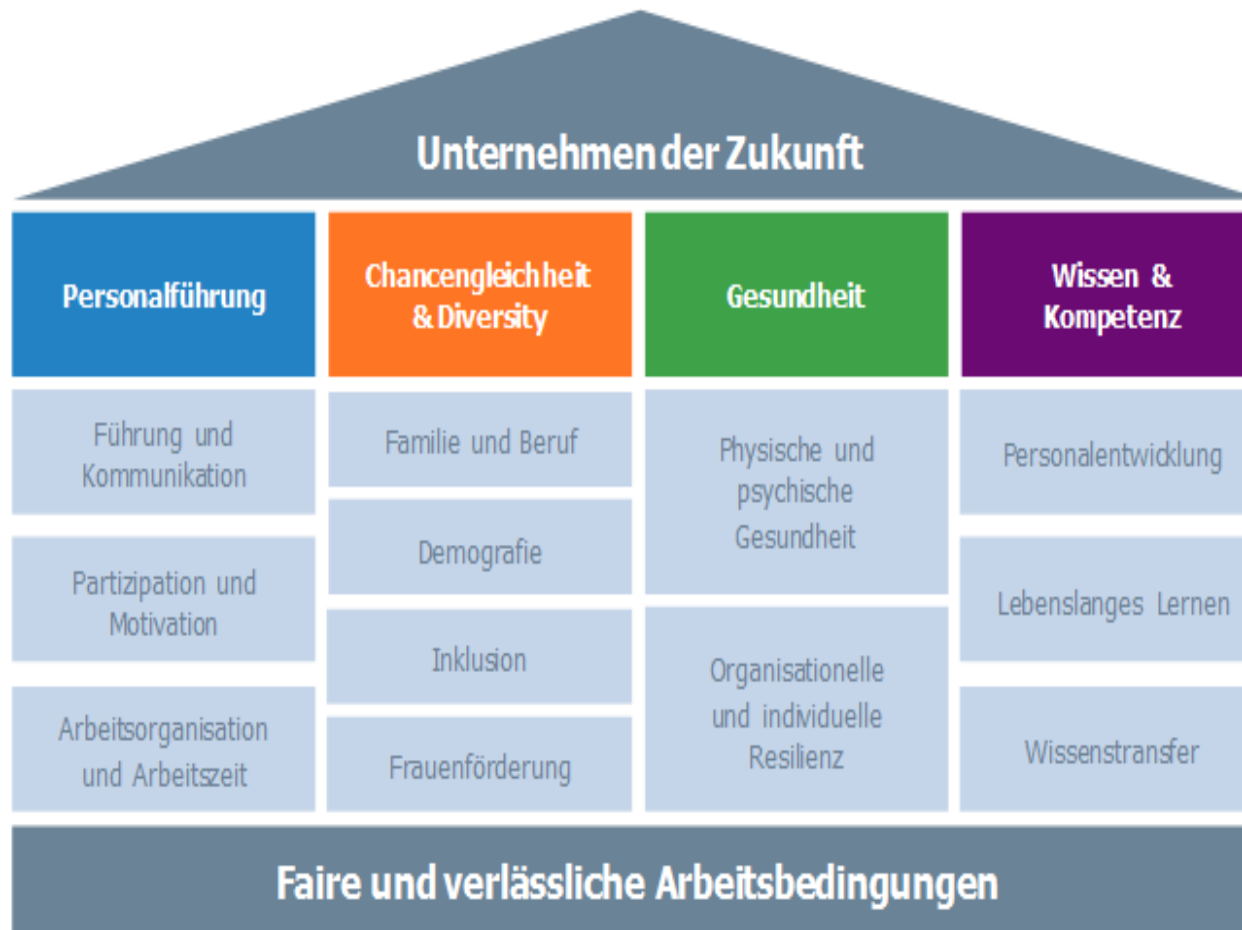 Unternehmen der Zukunft
Personalführung
Chancengleichheit
& Diversity
Gesundheit
Wissen &
Kompetenz
Führung und
Kommunikation
Partizipation und
Motivation
Arbeitsorganisation
und Arbeitszeit
Familie und Beruf
Demografie
Inklusion
Frauenförderung
Physische und
psychische
Gesundheit
Organisationelle
und individuelle
Resilienz
Personalentwicklung
Lebenslanges Lernen
Wissenstransfer
Faire und verlässliche Arbeitsbedingungen